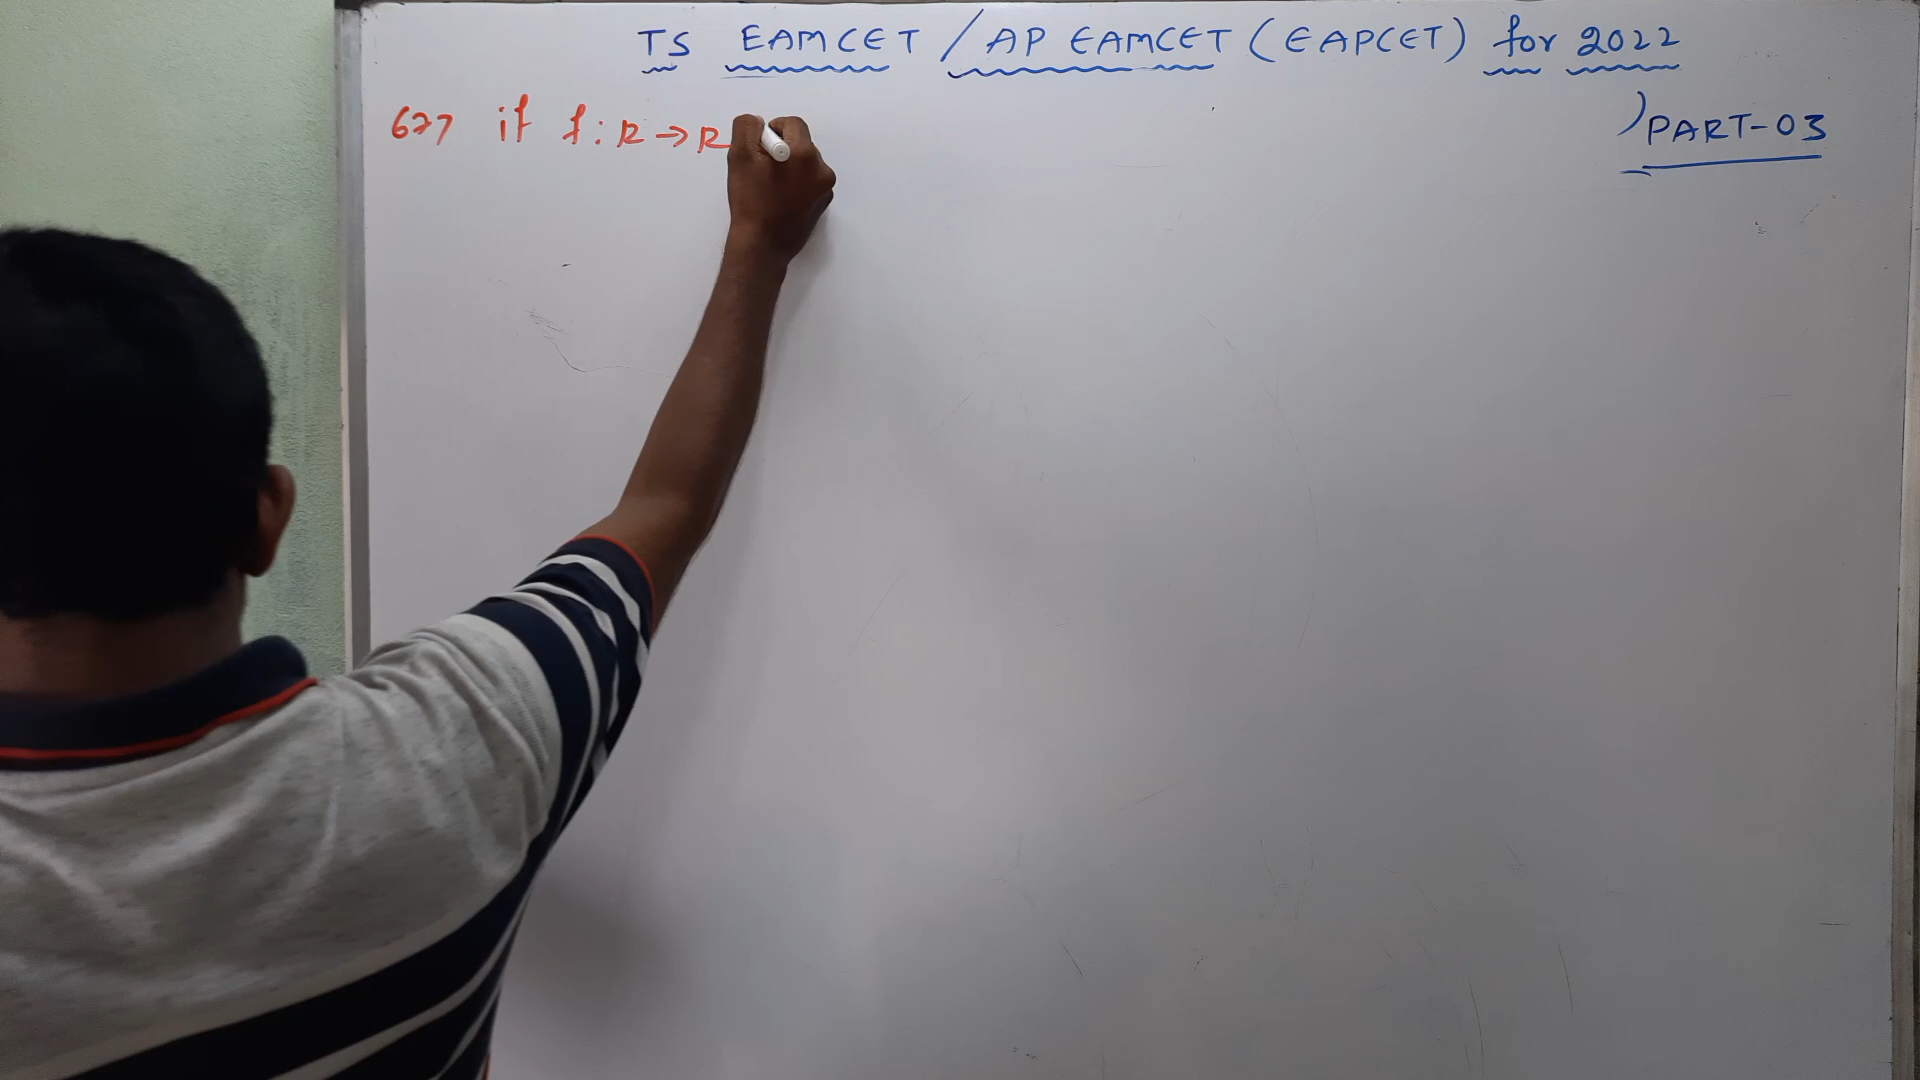 TS EAMCET / AP EAMCET (EAPCET) for 2022
PART-03
677 if f : R → R